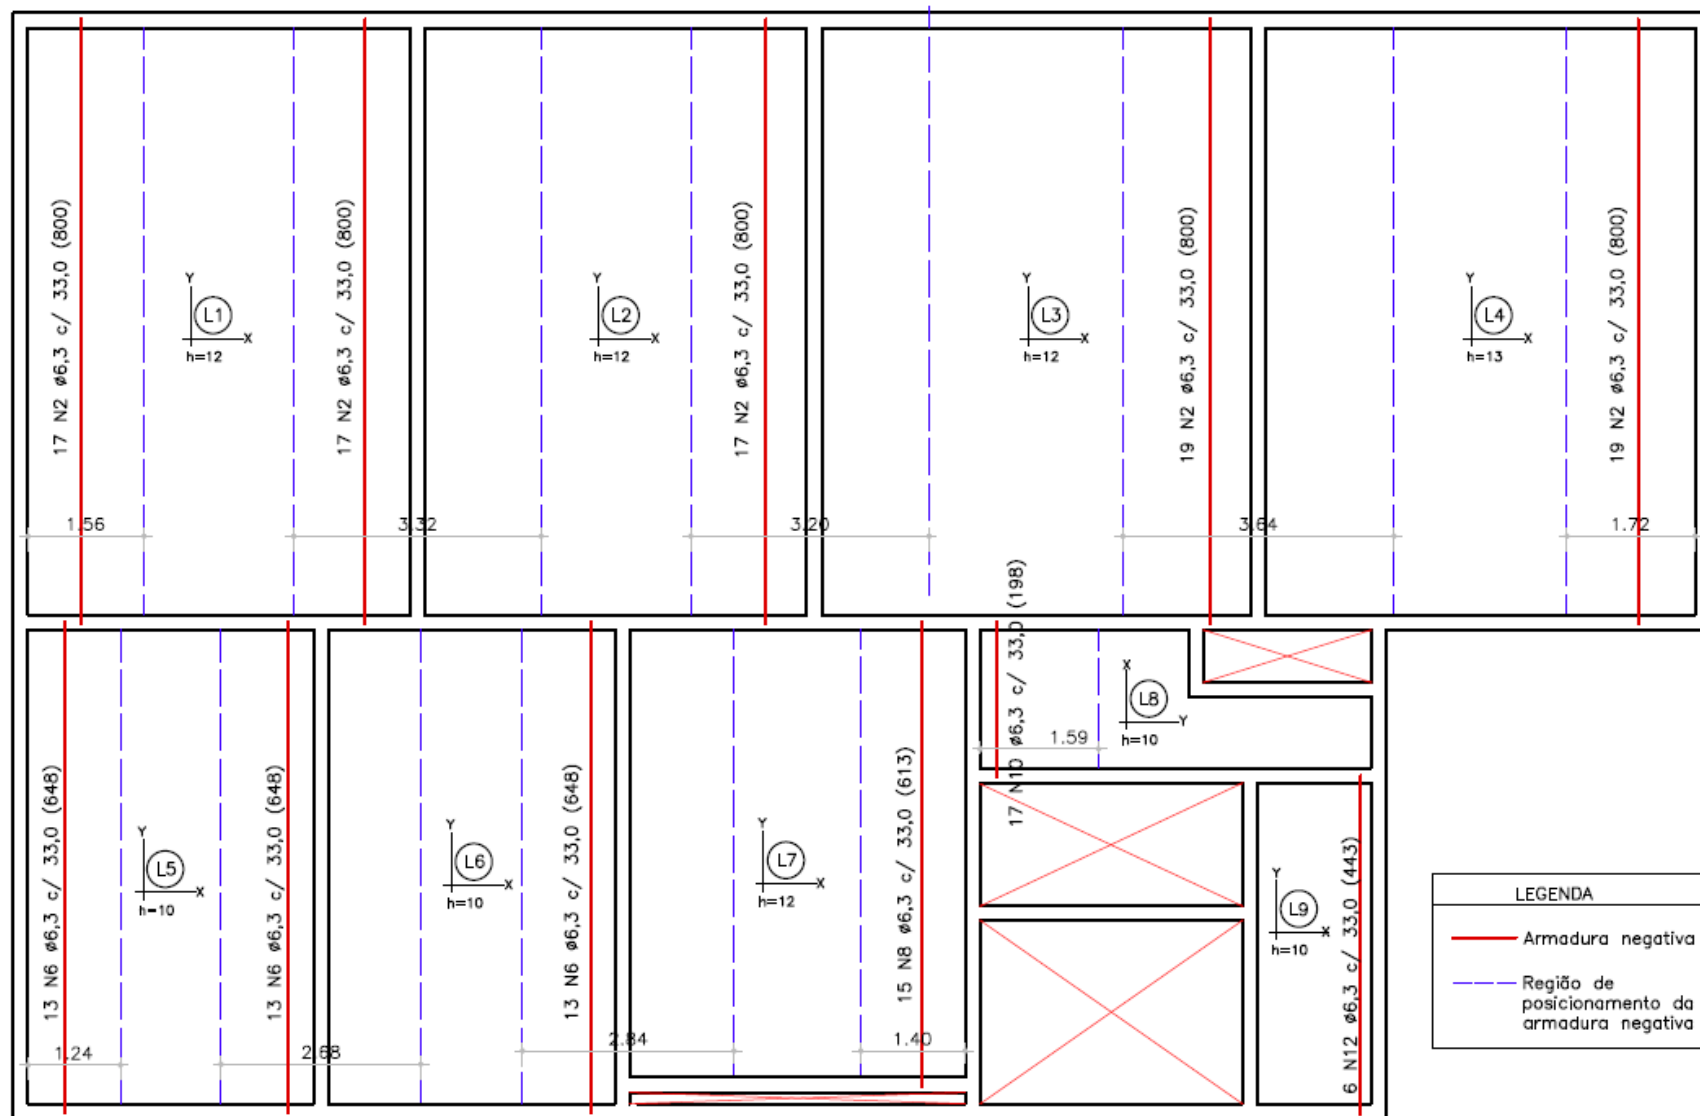 17 N2 ø6,3 c/ 33,0 (800)
17 N2 ø6,3 c/ 33,0 (800)
17 N2 ø6,3 c/ 33,0 (800)
19 N2 ø6,3 c/ 33,0 (800)
19 N2 ø6,3 c/ 33,0 (800)
Y
L1
X
h=12
Y
L2
X
h=12
Y
L3
X
h=12
Y
L4
X
h=13
1.56
3.32
3.20
3.64
1.72
13 N6 ø6,3 c/ 33,0 (648)
13 N6 ø6,3 c/ 33,0 (648)
13 N6 ø6,3 c/ 33,0 (648)
15 N8 ø6,3 c/ 33,0 (613)
17 N10 ø6,3 c/ 33,0 (198)
6 N12 ø6,3 c/ 33,0 (443)
X
L8
Y
h=10
1.59
Y
L5
X
h=10
Y
L6
X
h=10
Y
L7
X
h=12
Y
L9
X
h=10
1.24
2.68
2.84
1.40
LEGENDA
Armadura negativa
Região de
posicionamento da
armadura negativa